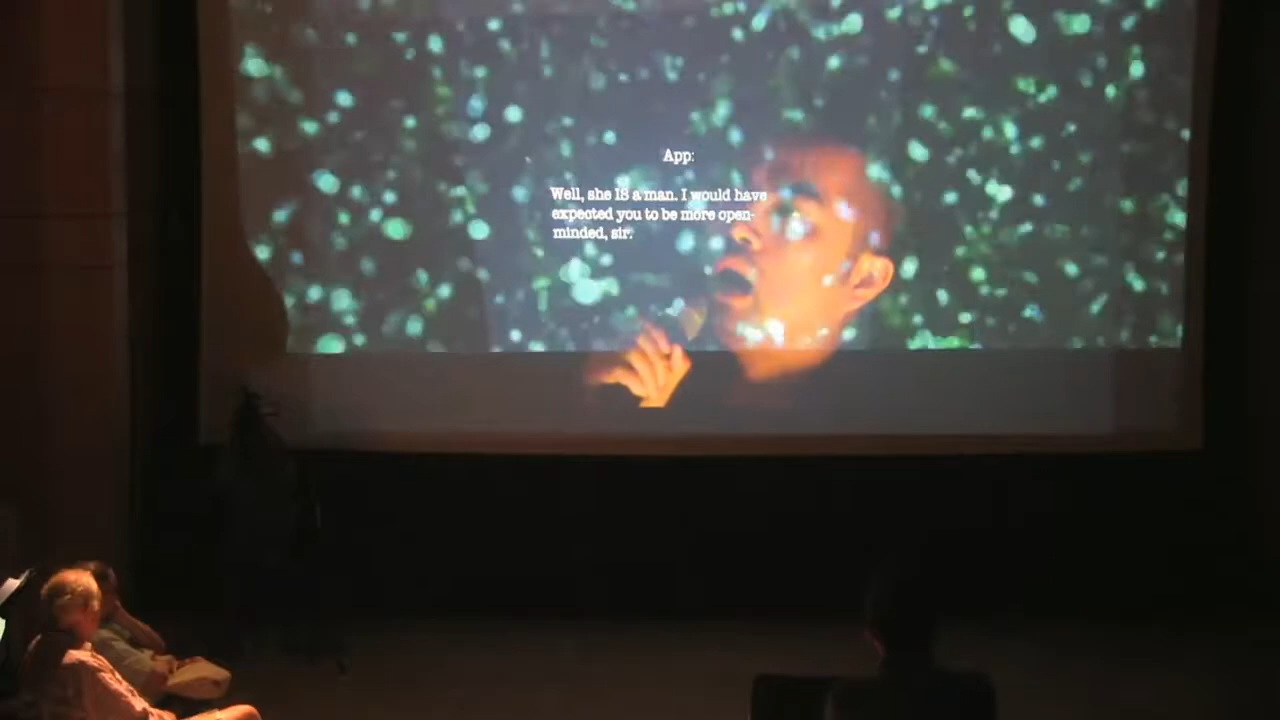 App:
Well, she IS a man. I would have
expected you to be more open-
minded, sir.